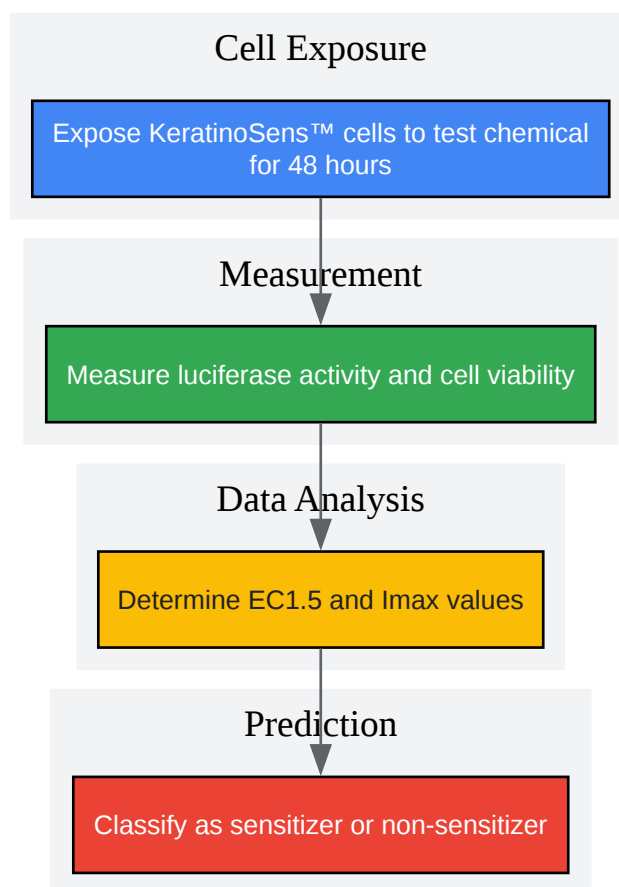 Cell Exposure
Expose KeratinoSens™ cells to test chemical
for 48 hours
Measurement
Measure luciferase activity and cell viability
Data Analysis
Determine EC1.5 and Imax values
Prediction
Classify as sensitizer or non-sensitizer